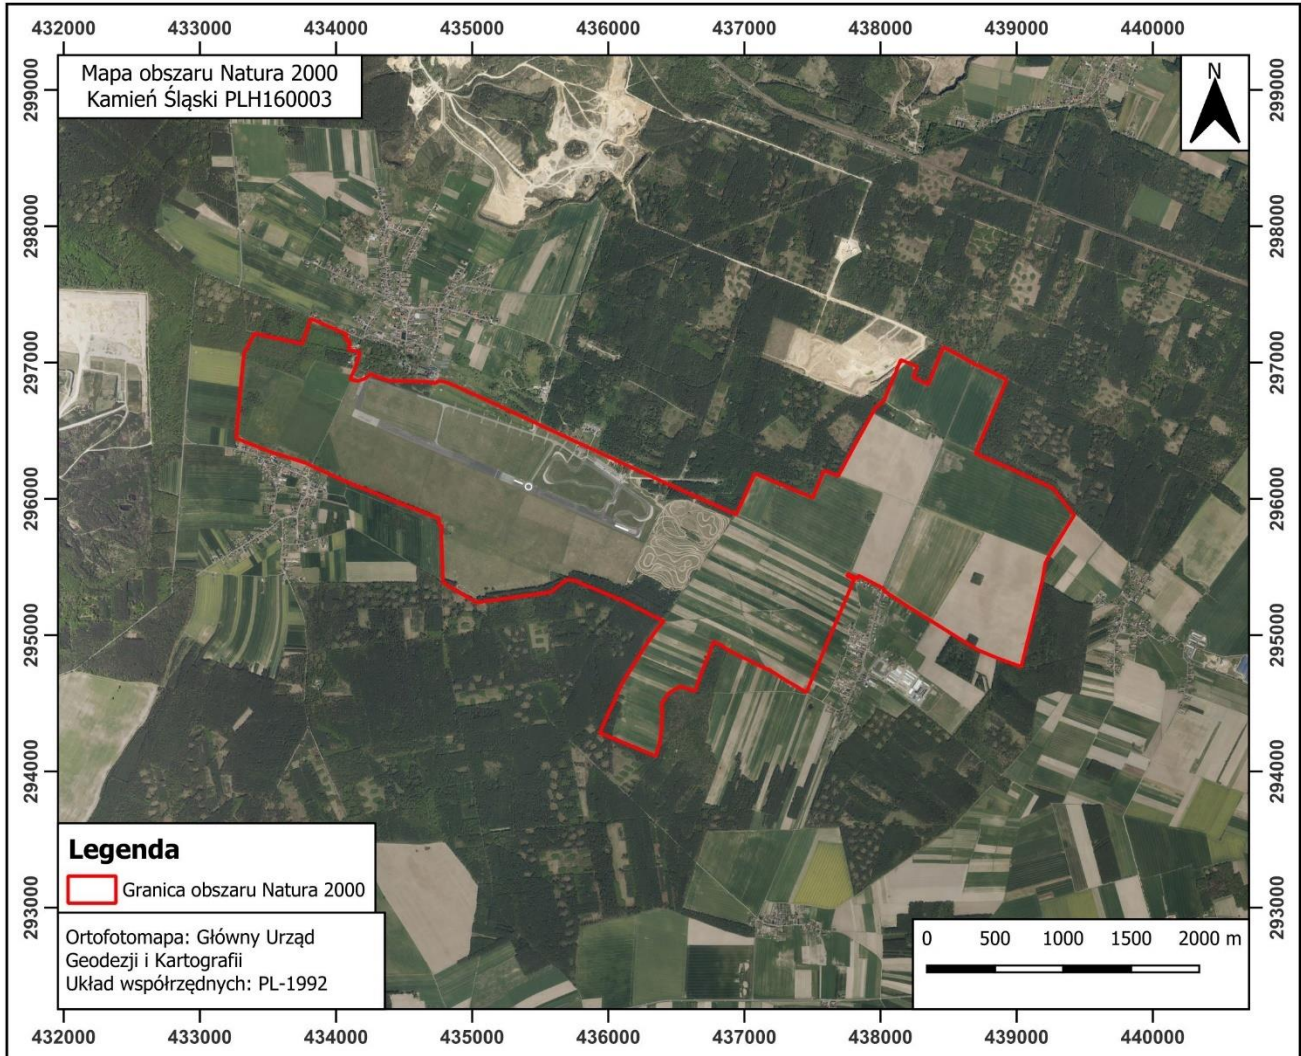 432000 433000 434000 435000 436000 437000 438000 439000 440000
Mapa obszaru Natura 2000
Kamień Śląski PLH160003
N
299000 299000
298000 298000
297000 297000
296000 296000
295000 295000
294000 294000
293000 293000
Legenda
Granica obszaru Natura 2000
Ortofotomapa: Główny Urząd
Geodezji i Kartografii
Układ współrzędnych: PL-1992
0 500 1000 1500 2000 m
432000 433000 434000 435000 436000 437000 438000 439000 440000